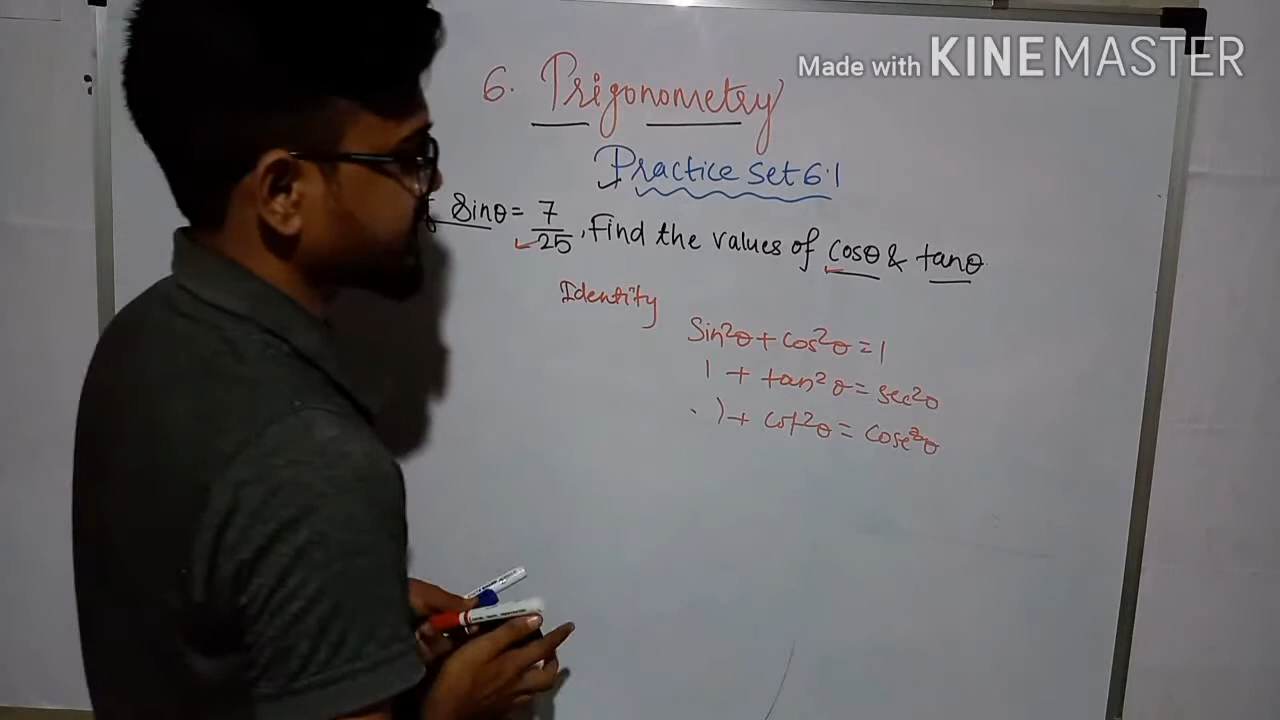 Made with KINEMASTER
6. Trigonometry
Practice Set 6.1
Sinθ = 7/25, Find the values of cosθ & tanθ
Identity
Sin²θ + cos²θ = 1
1 + tan²θ = sec²θ
1 + cot²θ = cosec²θ